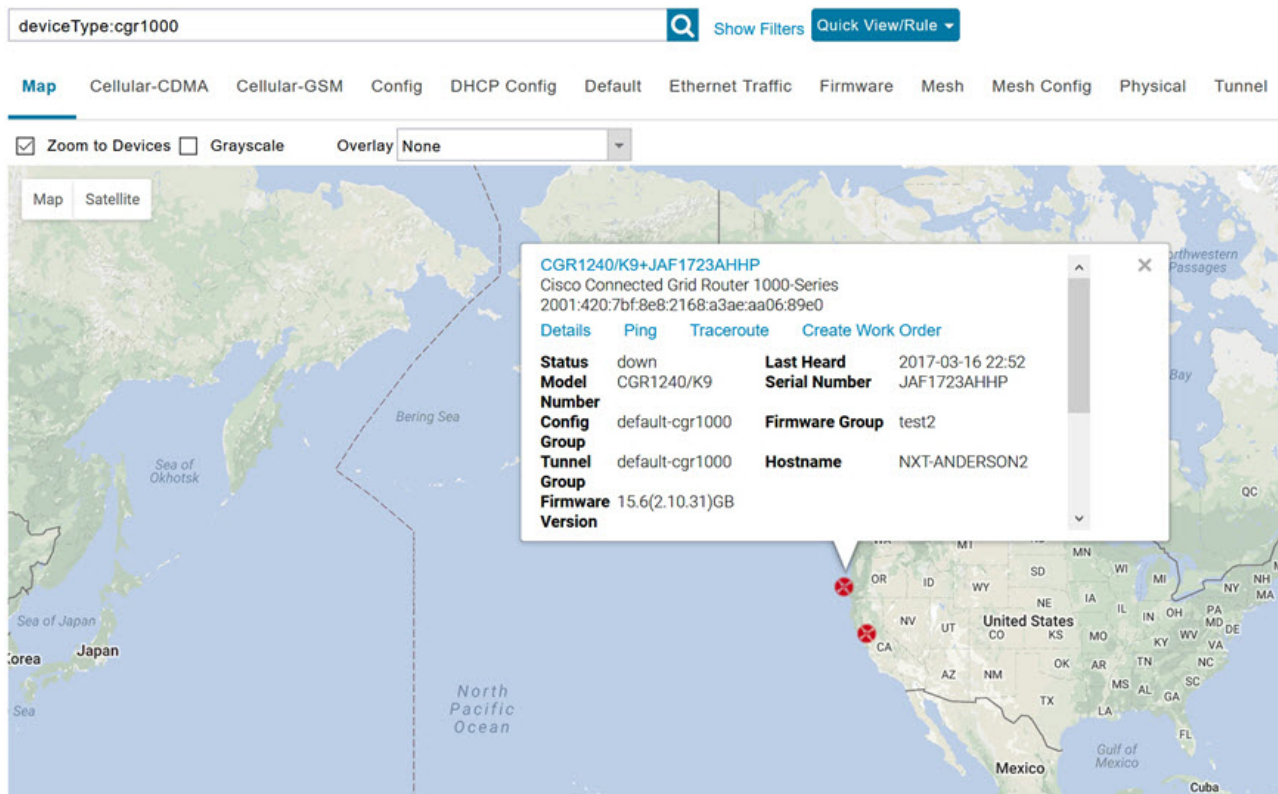 deviceType:cgr1000
Show Filters
Quick View/Rule
Map Cellular-CDMA Cellular-GSM Config DHCP Config Default Ethernet Traffic Firmware Mesh Mesh Config Physical Tunnel
Zoom to Devices Grayscale Overlay None
Map Satellite
CGR1240/K9+JAF1723AHHP
Cisco Connected Grid Router 1000-Series
2001:420:7bf:8e8:2168:a3ae:aa06:89e0
Details Ping Traceroute Create Work Order
Status down Last Heard 2017-03-16 22:52
Model Number CGR1240/K9 Serial Number JAF1723AHHP
Config Group default-cgr1000 Firmware Group test2
Tunnel Group default-cgr1000 Hostname NXT-ANDERSON2
Firmware Version 15.6(2.10.31)GB
Passages
Bay
Bering Sea
Sea of
Okhotsk
QC
MT
MN
OR ID WY SD WI MI NY NH
MA
NE IA IL IN OH PA
MD DE
NV UT United States
CO KS MO KY WV VA
CA
AZ NM OK AR TN NC
MS AL GA SC
TX LA
FL
Sea of Japan
Japan
Sea
North
Pacific
Ocean
Gulf of
Mexico
Mexico
Cuba